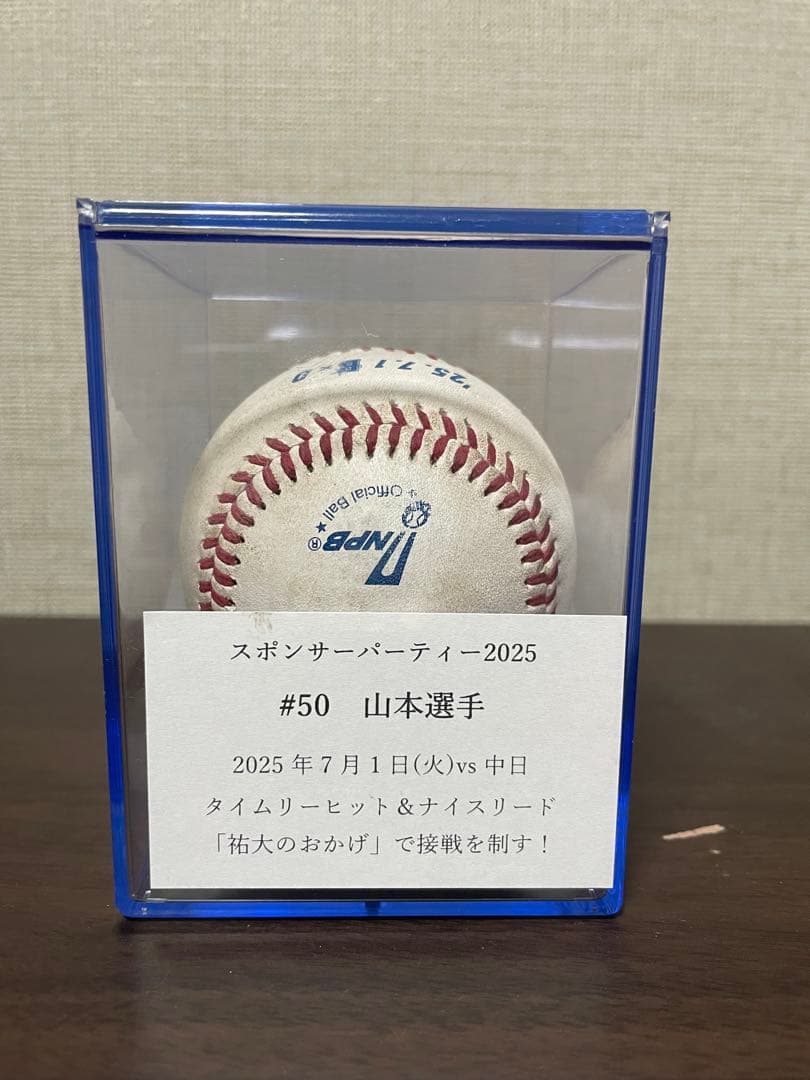 '25.7.1
★ Official Ball ★
NPB®
スポンサーパーティー2025
#50 山本選手
2025年7月1日(火)vs中日
タイムリーヒット＆ナイスリード
「祐大のおかげ」で接戦を制す！